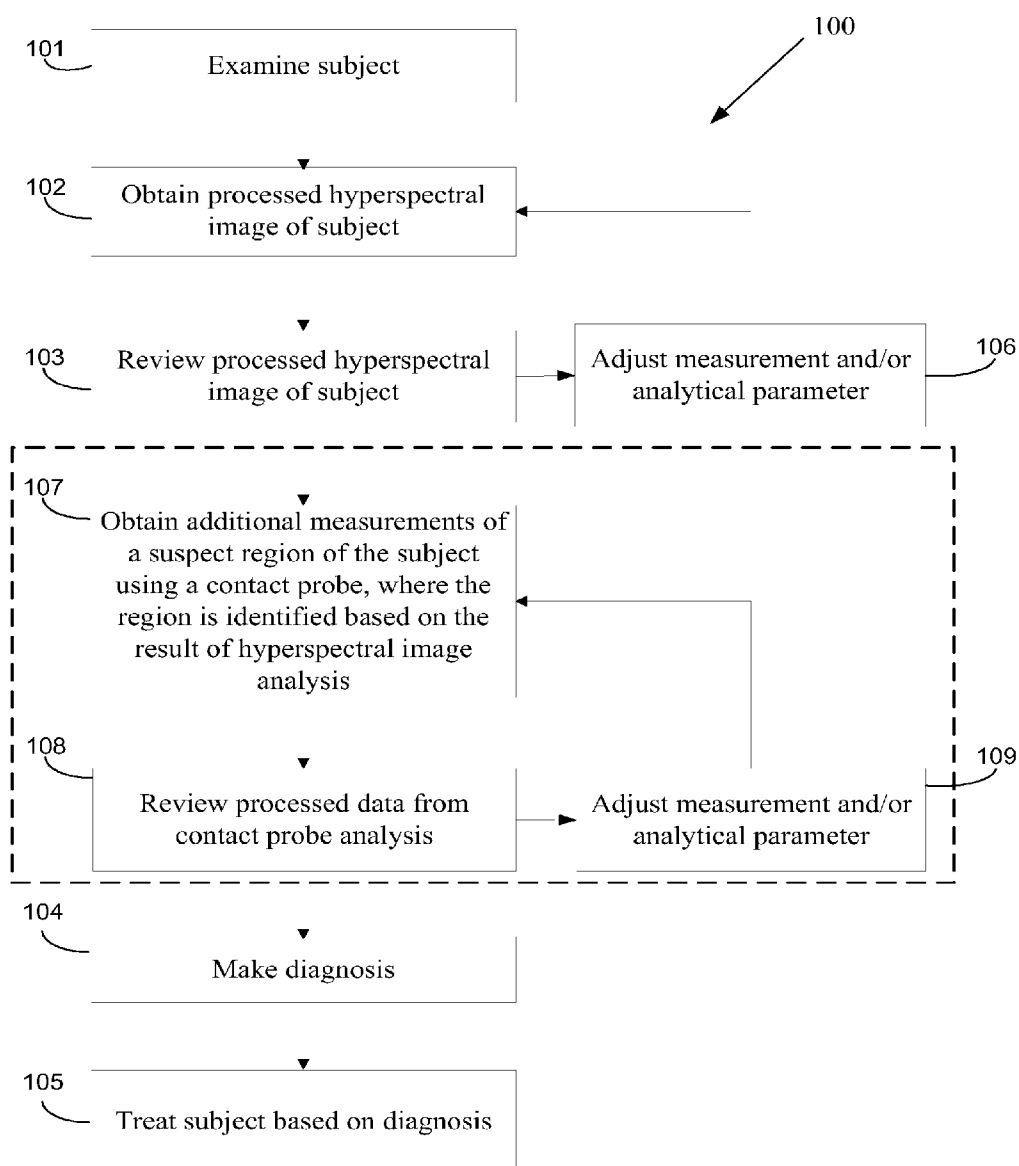 100
101
Examine subject
102
Obtain processed hyperspectral
image of subject
103
Review processed hyperspectral
image of subject
Adjust measurement and/or
analytical parameter
106
107
Obtain additional measurements of
a suspect region of the subject
using a contact probe, where the
region is identified based on the
result of hyperspectral image
analysis
108
Review processed data from
contact probe analysis
Adjust measurement and/or
analytical parameter
109
104
Make diagnosis
105
Treat subject based on diagnosis